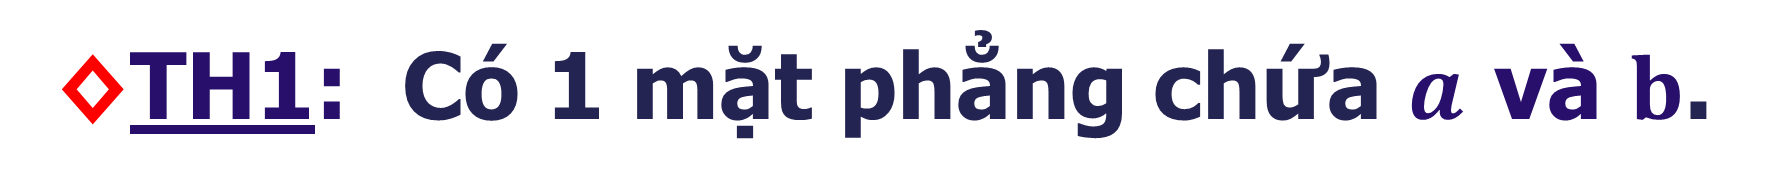 TH1: Có 1 mặt phẳng chứa a và b.